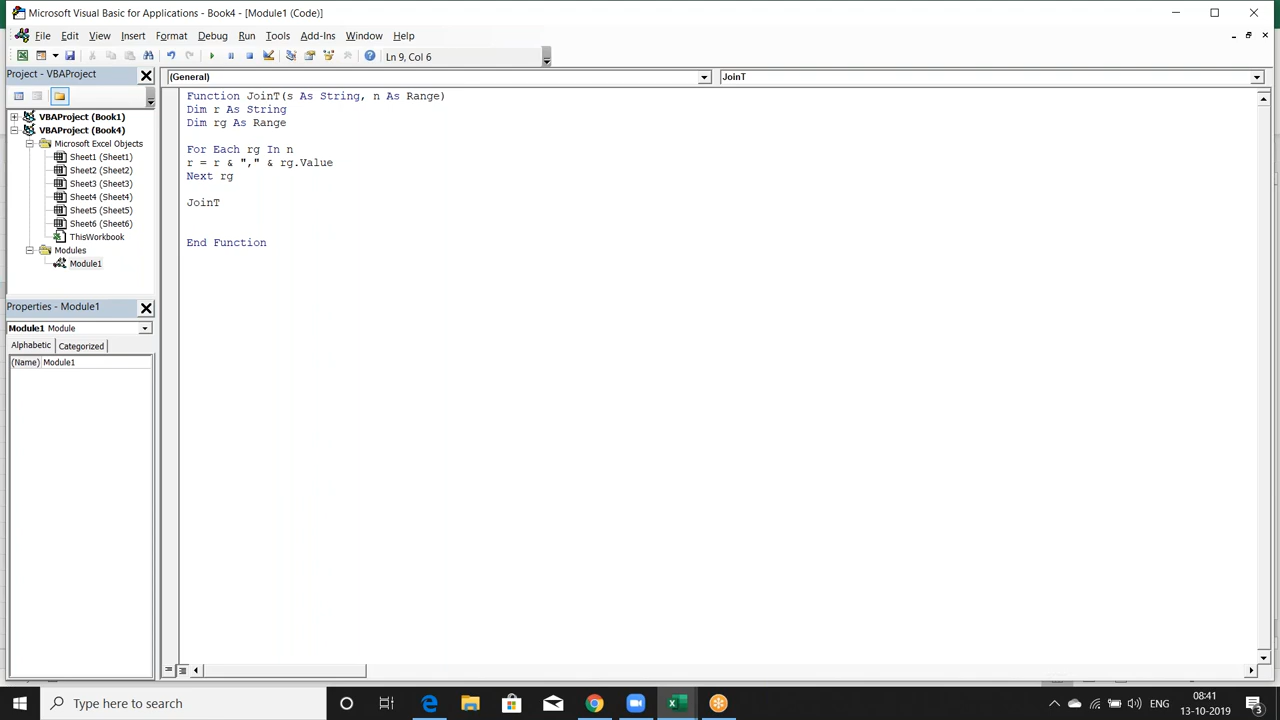 Microsoft Visual Basic for Applications - Book4 - [Module1 (Code)]
File Edit View Insert Format Debug Run Tools Add-Ins Window Help
Ln 9, Col 6
Project - VBAProject
(General)
JoinT
VBAProject (Book1)
VBAProject (Book4)
Microsoft Excel Objects
Sheet1 (Sheet1)
Sheet2 (Sheet2)
Sheet3 (Sheet3)
Sheet4 (Sheet4)
Sheet5 (Sheet5)
Sheet6 (Sheet6)
ThisWorkbook
Modules
Module1
Properties - Module1
Module1 Module
Alphabetic Categorized
(Name) Module1
Function JoinT(s As String, n As Range)
Dim r As String
Dim rg As Range
For Each rg In n
r = r & "," & rg.Value
Next rg
JoinT
End Function
Type here to search
ENG
08:41
13-10-2019
3